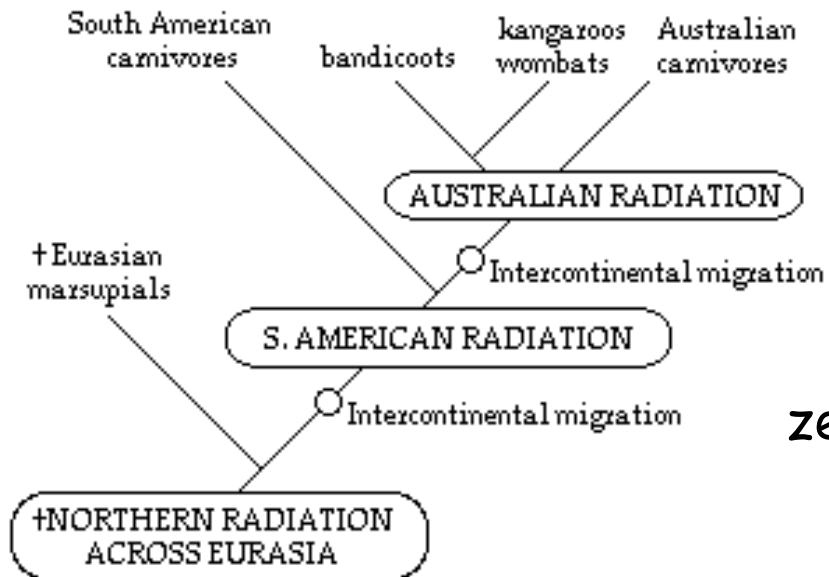 South American
carnivores
bandicoots
kangaroos
wombats
Australian
carnivores
AUSTRALIAN RADIATION
†Eurasian
marsupials
Intercontinental migration
S. AMERICAN RADIATION
Intercontinental migration
ze
†NORTHERN RADIATION
ACROSS EURASIA